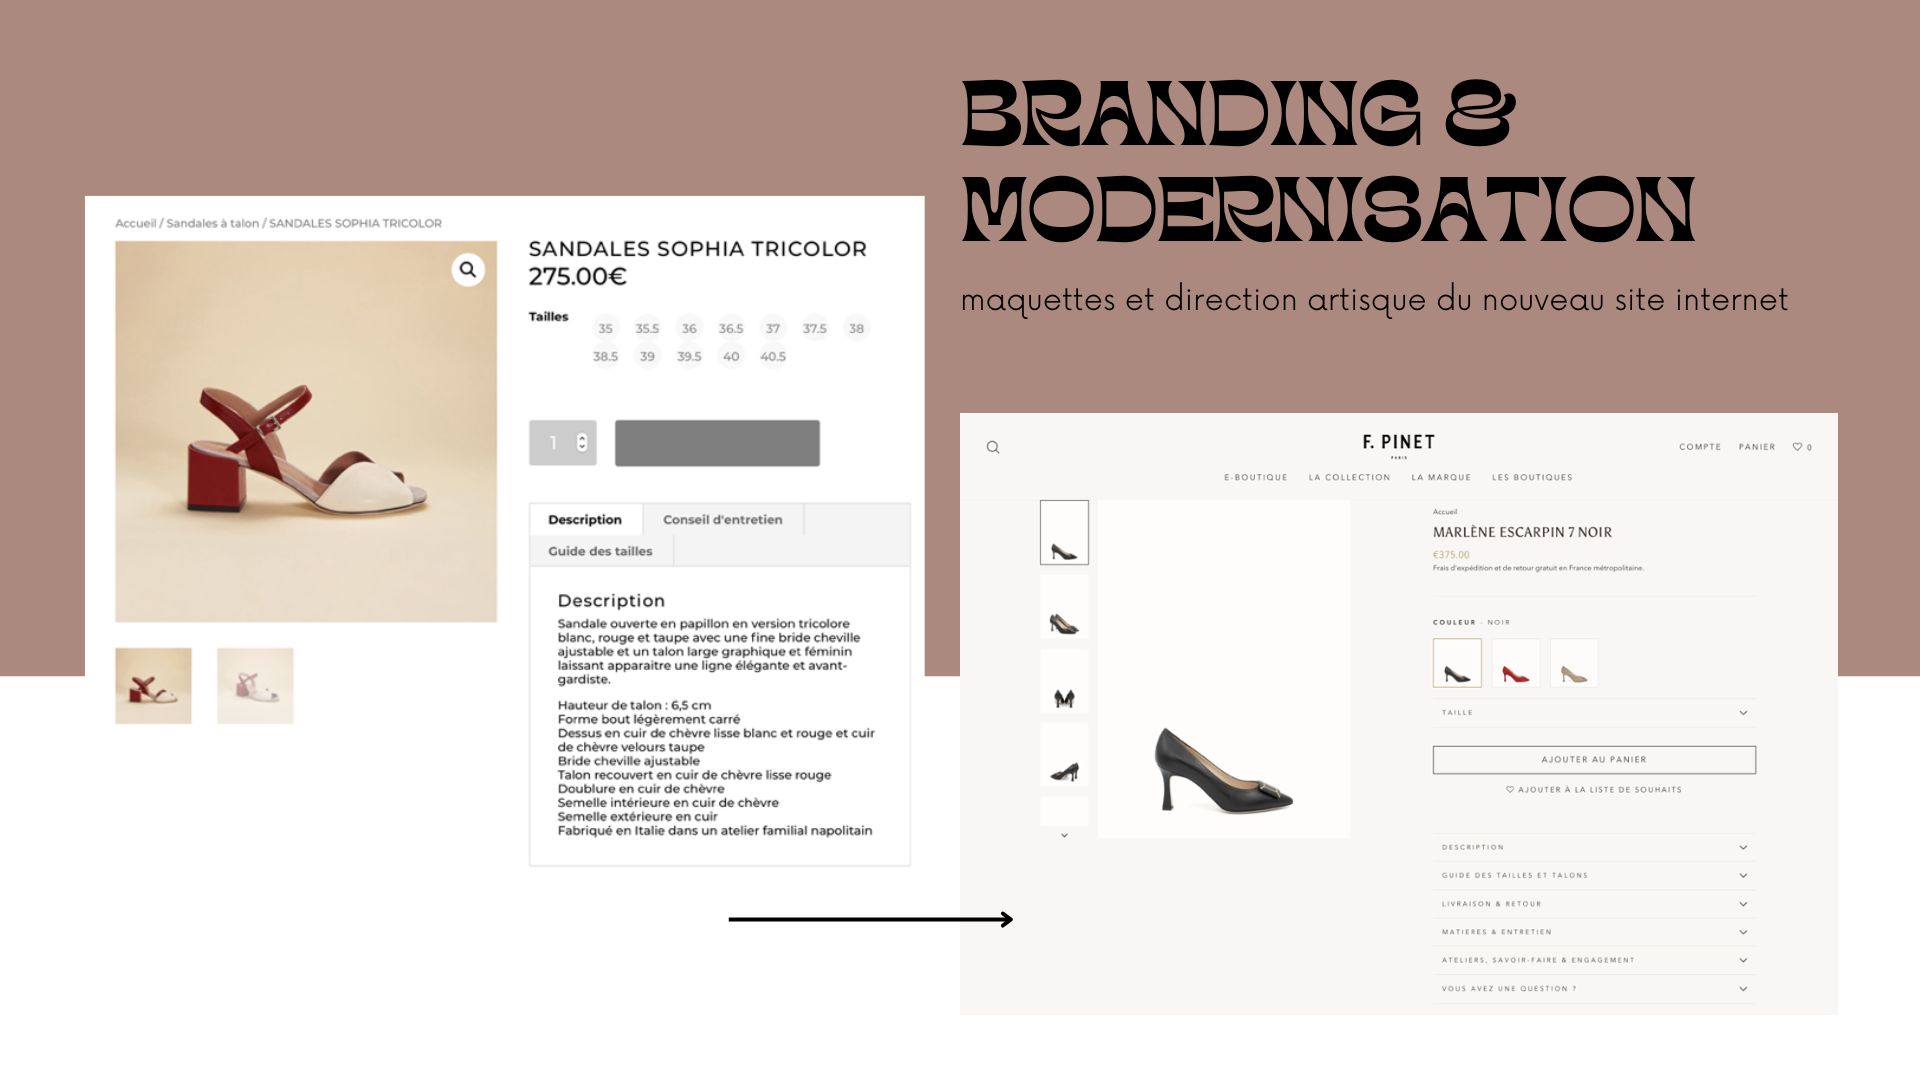 BRANDING &
MODERNISATION
maquettes et direction artisque du nouveau site internet
Accueil / Sandales à talon / SANDALES SOPHIA TRICOLOR
SANDALES SOPHIA TRICOLOR
275.00€
Tailles
35 35.5 36 36.5 37 37.5 38
38.5 39 39.5 40 40.5
1
Description Conseil d'entretien
Guide des tailles
Description
Sandale ouverte en papillon en version tricolore
blanc, rouge et taupe avec une fine bride cheville
ajustable et un talon large graphique et féminin
laissant apparaitre une ligne élégante et avant-
gardiste.
Hauteur de talon : 6,5 cm
Forme bout légèrement carré
Dessus en cuir de chèvre lisse blanc et rouge et cuir
de chèvre velours taupe
Bride cheville ajustable
Talon recouvert en cuir de chèvre lisse rouge
Doublure en cuir de chèvre
Semelle intérieure en cuir de chèvre
Semelle extérieure en cuir
Fabriqué en Italie dans un atelier familial napolitain
F. PINET
PARIS
COMPTE PANIER 0
E-BOUTIQUE LA COLLECTION LA MARQUE LES BOUTIQUES
Accueil
MARLÈNE ESCARPIN 7 NOIR
€375.00
Frais d'expédition et de retour gratuit en France métropolitaine.
COULEUR - NOIR
TAILLE
AJOUTER AU PANIER
AJOUTER À LA LISTE DE SOUHAITS
DESCRIPTION
GUIDE DES TAILLES ET TALONS
LIVRAISON & RETOUR
MATIERES & ENTRETIEN
ATELIERS, SAVOIR-FAIRE & ENGAGEMENT
VOUS AVEZ UNE QUESTION ?